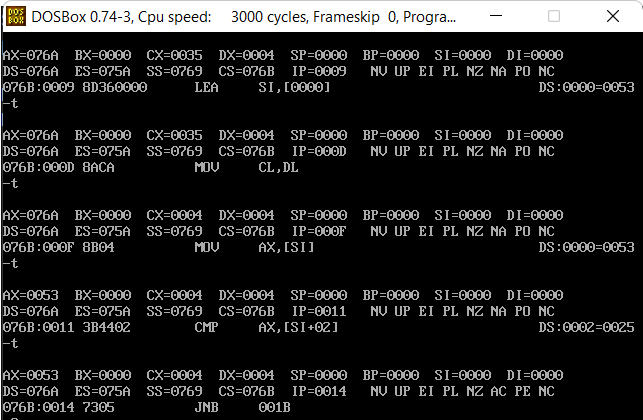 DOS BOX DOSBox 0.74-3, Cpu speed: 3000 cycles, Frameskip 0, Progra...
AX=076A BX=0000 CX=0035 DX=0004 SP=0000 BP=0000 SI=0000 DI=0000
DS=076A ES=075A SS=0769 CS=076B IP=0009 NV UP EI PL NZ NA PO NC
076B:0009 8D360000 LEA SI,[0000] DS:0000=0053
-t
AX=076A BX=0000 CX=0035 DX=0004 SP=0000 BP=0000 SI=0000 DI=0000
DS=076A ES=075A SS=0769 CS=076B IP=000D NV UP EI PL NZ NA PO NC
076B:000D 8ACA MOV CL,DL
-t
AX=076A BX=0000 CX=0004 DX=0004 SP=0000 BP=0000 SI=0000 DI=0000
DS=076A ES=075A SS=0769 CS=076B IP=000F NV UP EI PL NZ NA PO NC
076B:000F 8B04 MOV AX,[SI] DS:0000=0053
-t
AX=0053 BX=0000 CX=0004 DX=0004 SP=0000 BP=0000 SI=0000 DI=0000
DS=076A ES=075A SS=0769 CS=076B IP=0011 NV UP EI PL NZ NA PO NC
076B:0011 3B4402 CMP AX,[SI+02] DS:0002=0025
-t
AX=0053 BX=0000 CX=0004 DX=0004 SP=0000 BP=0000 SI=0000 DI=0000
DS=076A ES=075A SS=0769 CS=076B IP=0014 NV UP EI PL NZ AC PE NC
076B:0014 7305 JNB 001B